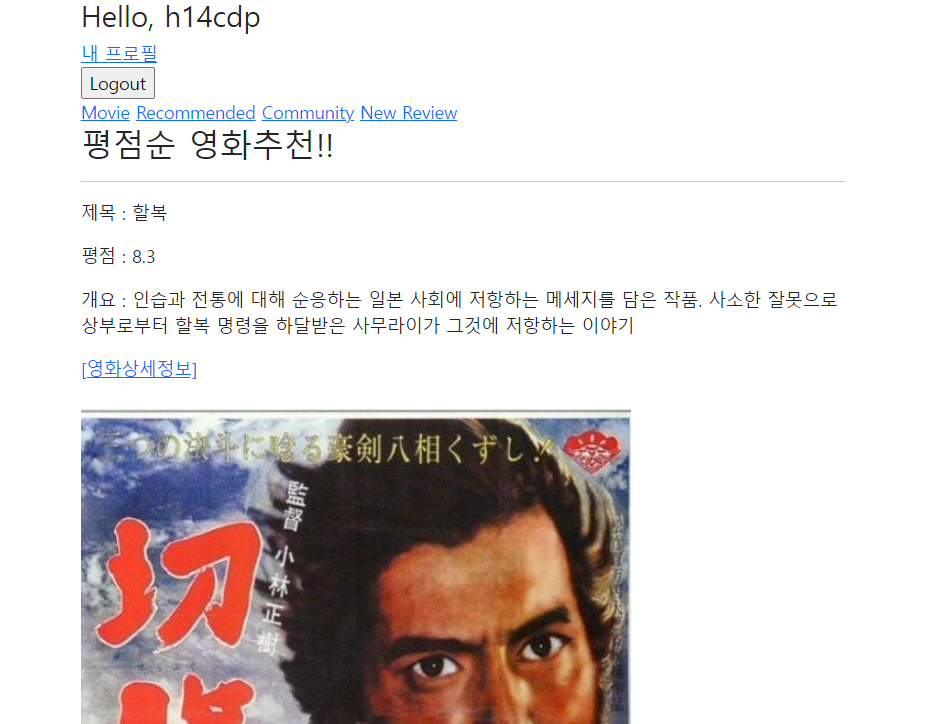 Hello, h14cdp
내 프로필
Logout
Movie Recommended Community New Review
평점순 영화추천!!
제목 : 할복
평점 : 8.3
개요 : 인습과 전통에 대해 순응하는 일본 사회에 저항하는 메세지를 담은 작품. 사소한 잘못으로
상부로부터 할복 명령을 하달받은 사무라이가 그것에 저항하는 이야기
[영화상세정보]
つの決斗に唸る豪剣八相くずし!
監督 小林正樹
切